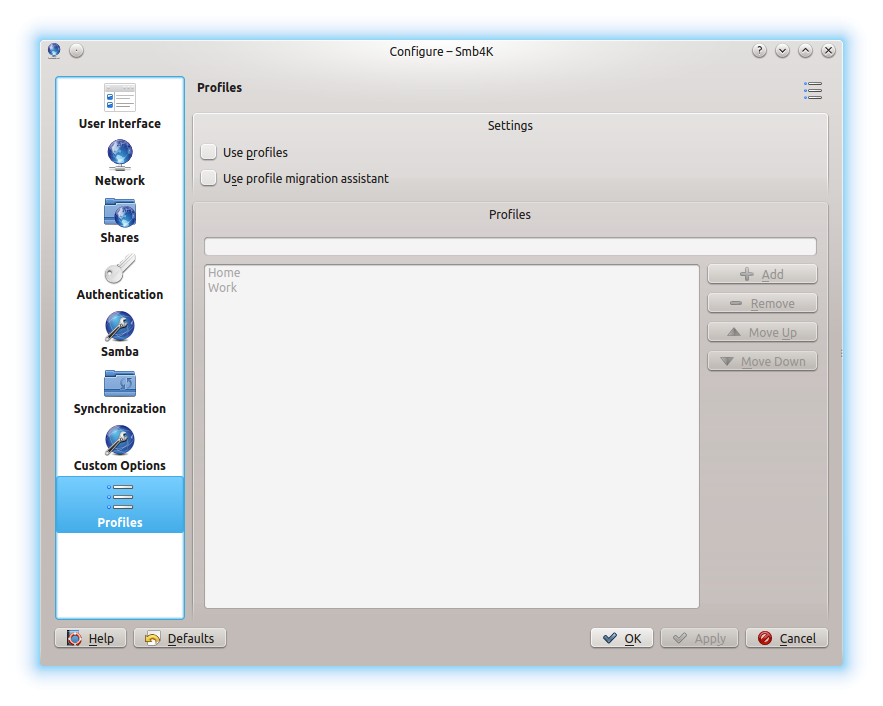 Configure – Smb4K
User Interface
Network
Shares
Authentication
Samba
Synchronization
Custom Options
Profiles
Profiles
Settings
Use profiles
Use profile migration assistant
Profiles
Home
Work
Add
Remove
Move Up
Move Down
Help
Defaults
OK
Apply
Cancel